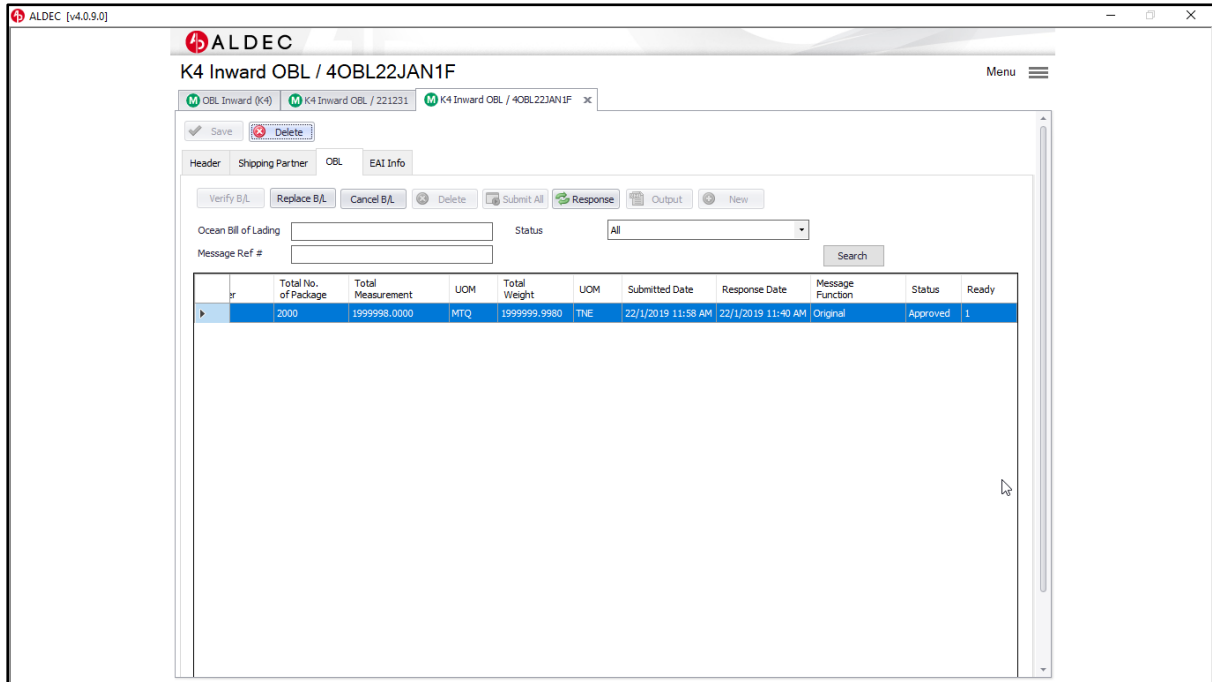 ALDEC [v4.0.9.0]
ALDEC
K4 Inward OBL / 4OBL22JAN1F
Menu
OBL Inward (K4) K4 Inward OBL / 221231 K4 Inward OBL / 4OBL22JAN1F x
Save Delete
Header Shipping Partner OBL EAI Info
Verify B/L Replace B/L Cancel B/L Delete Submit All Response Output New
Ocean Bill of Lading Status All
Message Ref #
Search
er Total No. of Package Total Measurement UOM Total Weight UOM Submitted Date Response Date Message Function Status Ready
2000 1999998.0000 MTQ 1999999.9980 TNE 22/1/2019 11:58 AM 22/1/2019 11:40 AM Original Approved 1